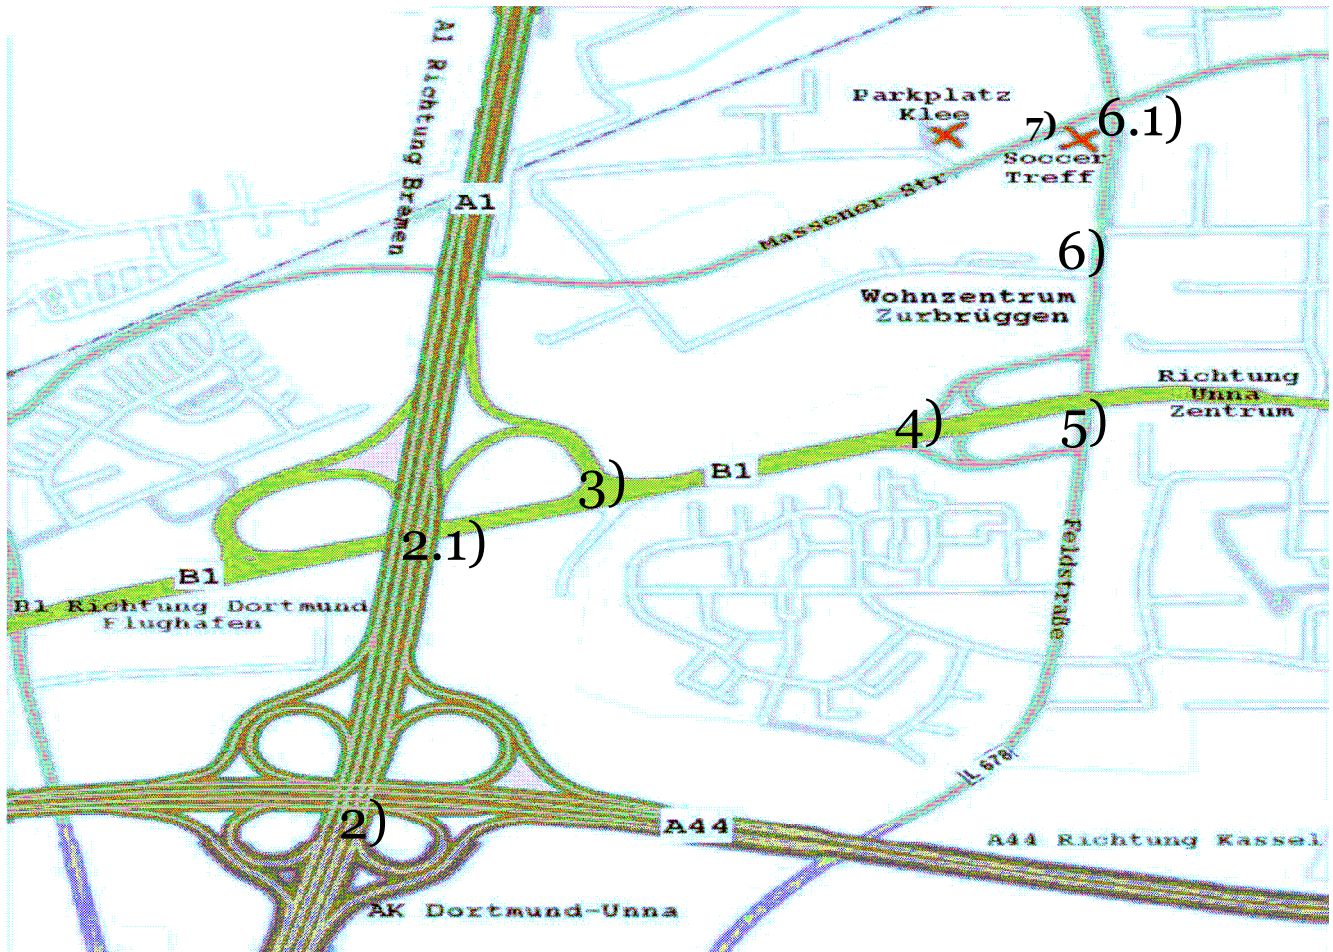 A1 Richtung Bremen
Parkplatz
Klee
7)
6.1)
Soccer
Treff
A1
Massener Str.
6)
Wohnzentrum
Zurbrüggen
Richtung
Unna
Zentrum
4)
5)
B1
3)
2.1)
B1
B1 Richtung Dortmund
Flughafen
Feldstraße
L 678
2)
A44
A44 Richtung Kassel
AK Dortmund-Unna